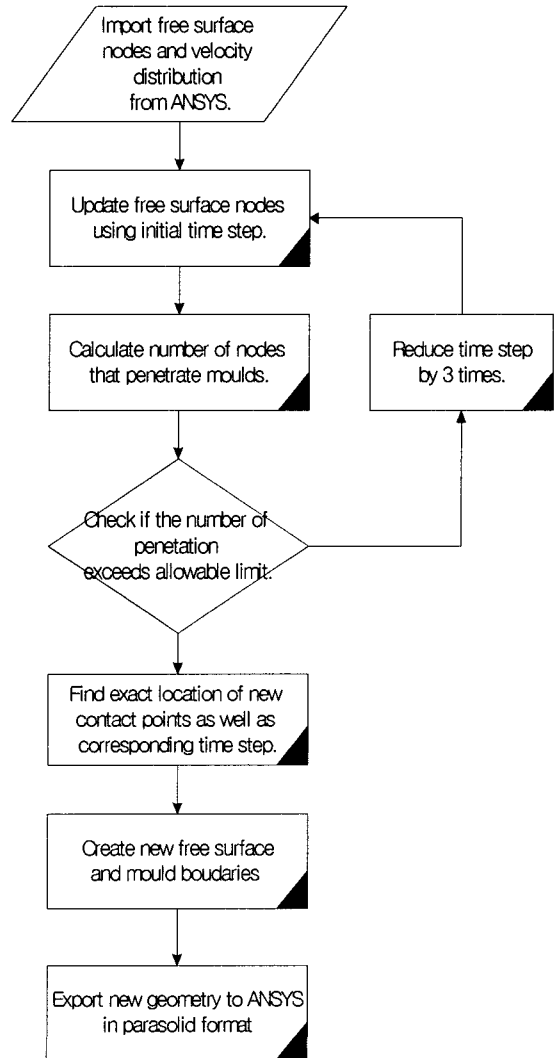 Import free surface
nodes and velocity
distribution
from ANSYS.
Update free surface nodes
using initial time step.
Calculate number of nodes
that penetrate moulds.
Reduce time step
by 3 times.
Check if the number of
penetation
exceeds allowable limit.
Find exact location of new
contact points as well as
corresponding time step.
Create new free surface
and mould boudaries
Export new geometry to ANSYS
in parasolid format